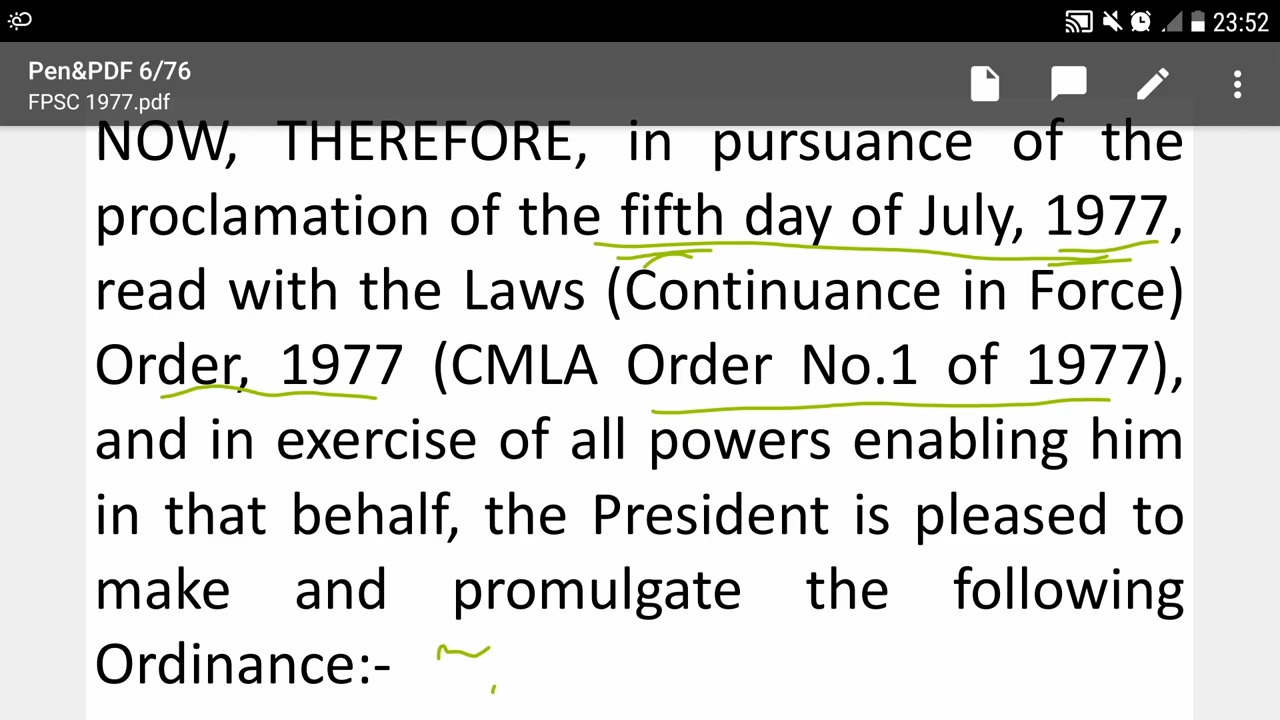 23:52
Pen&PDF 6/76
FPSC 1977.pdf
NOW, THEREFORE, in pursuance of the
proclamation of the fifth day of July, 1977,
read with the Laws (Continuance in Force)
Order, 1977 (CMLA Order No.1 of 1977),
and in exercise of all powers enabling him
in that behalf, the President is pleased to
make and promulgate the following
Ordinance:-